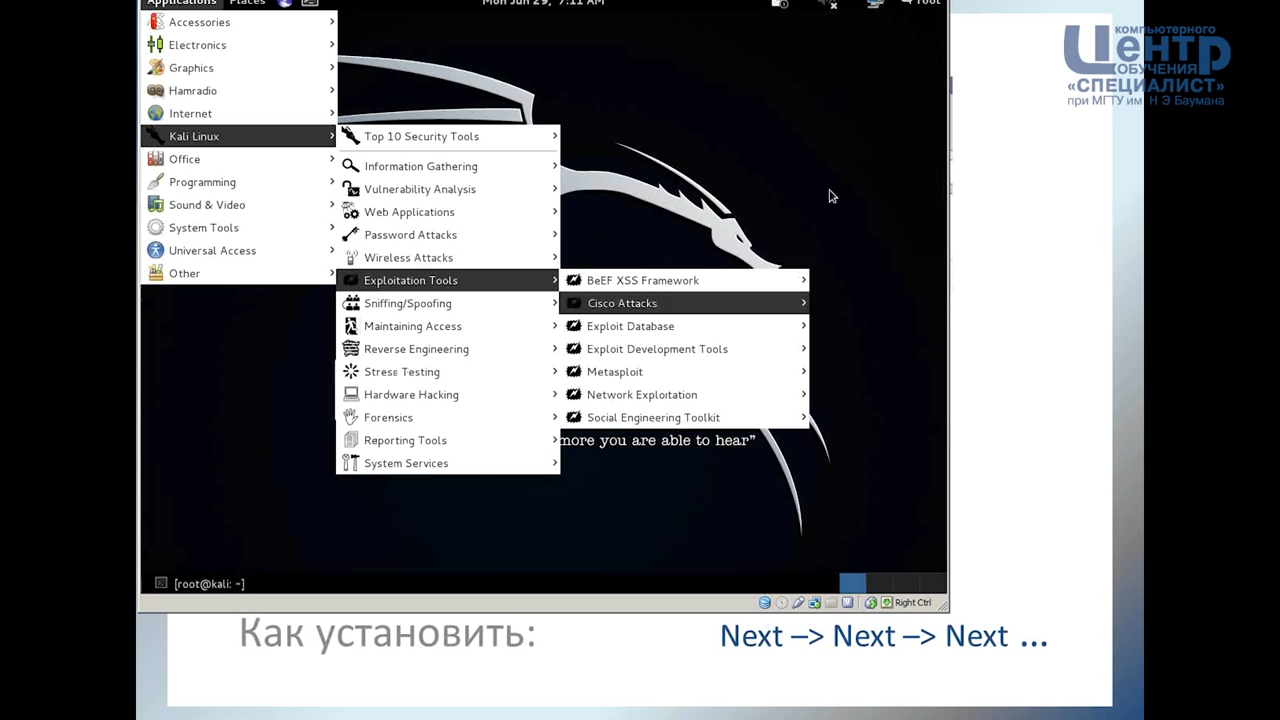 Applications Places Mon Jun 29, 7:11 AM root
компьютерного
Центр
ОБУЧЕНИЯ
«СПЕЦИАЛИСТ»
при МГТУ им Н Э Баумана
Accessories
Electronics
Graphics
Hamradio
Internet
Kali Linux
Office
Programming
Sound & Video
System Tools
Universal Access
Other
Top 10 Security Tools
Information Gathering
Vulnerability Analysis
Web Applications
Password Attacks
Wireless Attacks
Exploitation Tools
Sniffing/Spoofing
Maintaining Access
Reverse Engineering
Stress Testing
Hardware Hacking
Forensics
Reporting Tools
System Services
BeEF XSS Framework
Cisco Attacks
Exploit Database
Exploit Development Tools
Metasploit
Network Exploitation
Social Engineering Toolkit
more you are able to hear”
[root@kali: ~]
Right Ctrl
Как установить: Next –> Next –> Next ...